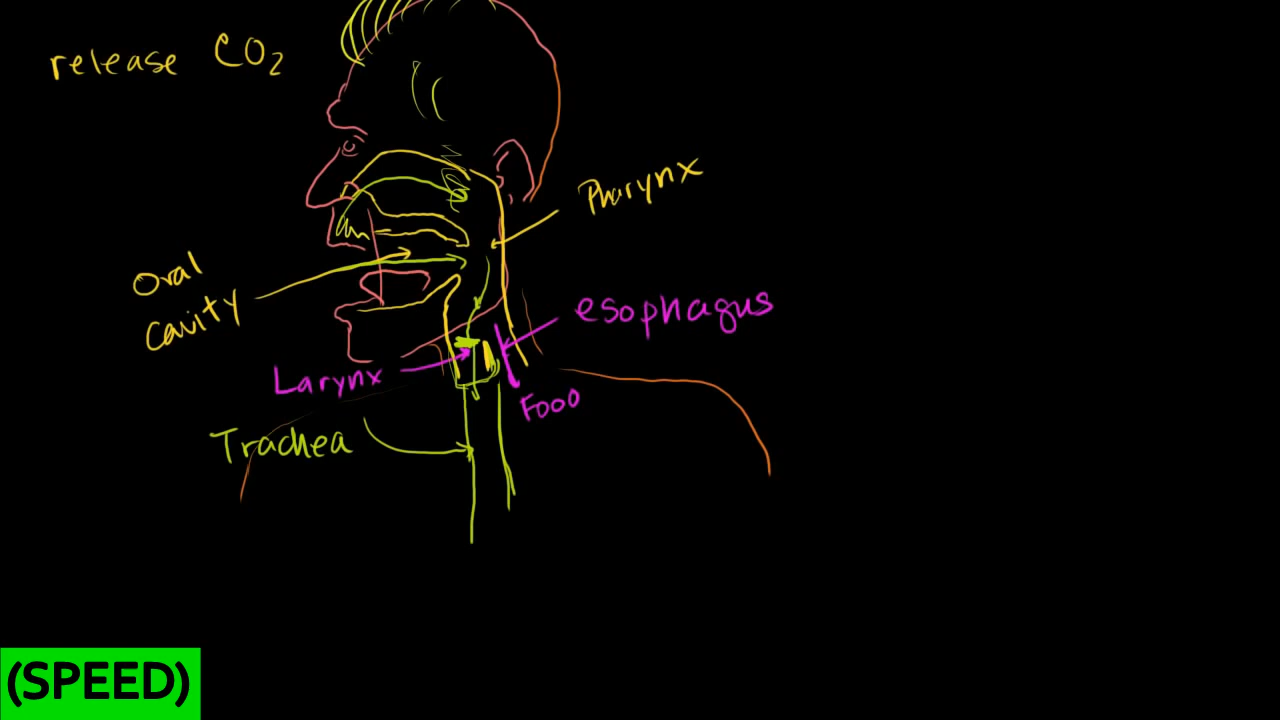 release CO2
Pharynx
Oral
cavity
esophagus
Larynx
Food
Trachea
(SPEED)